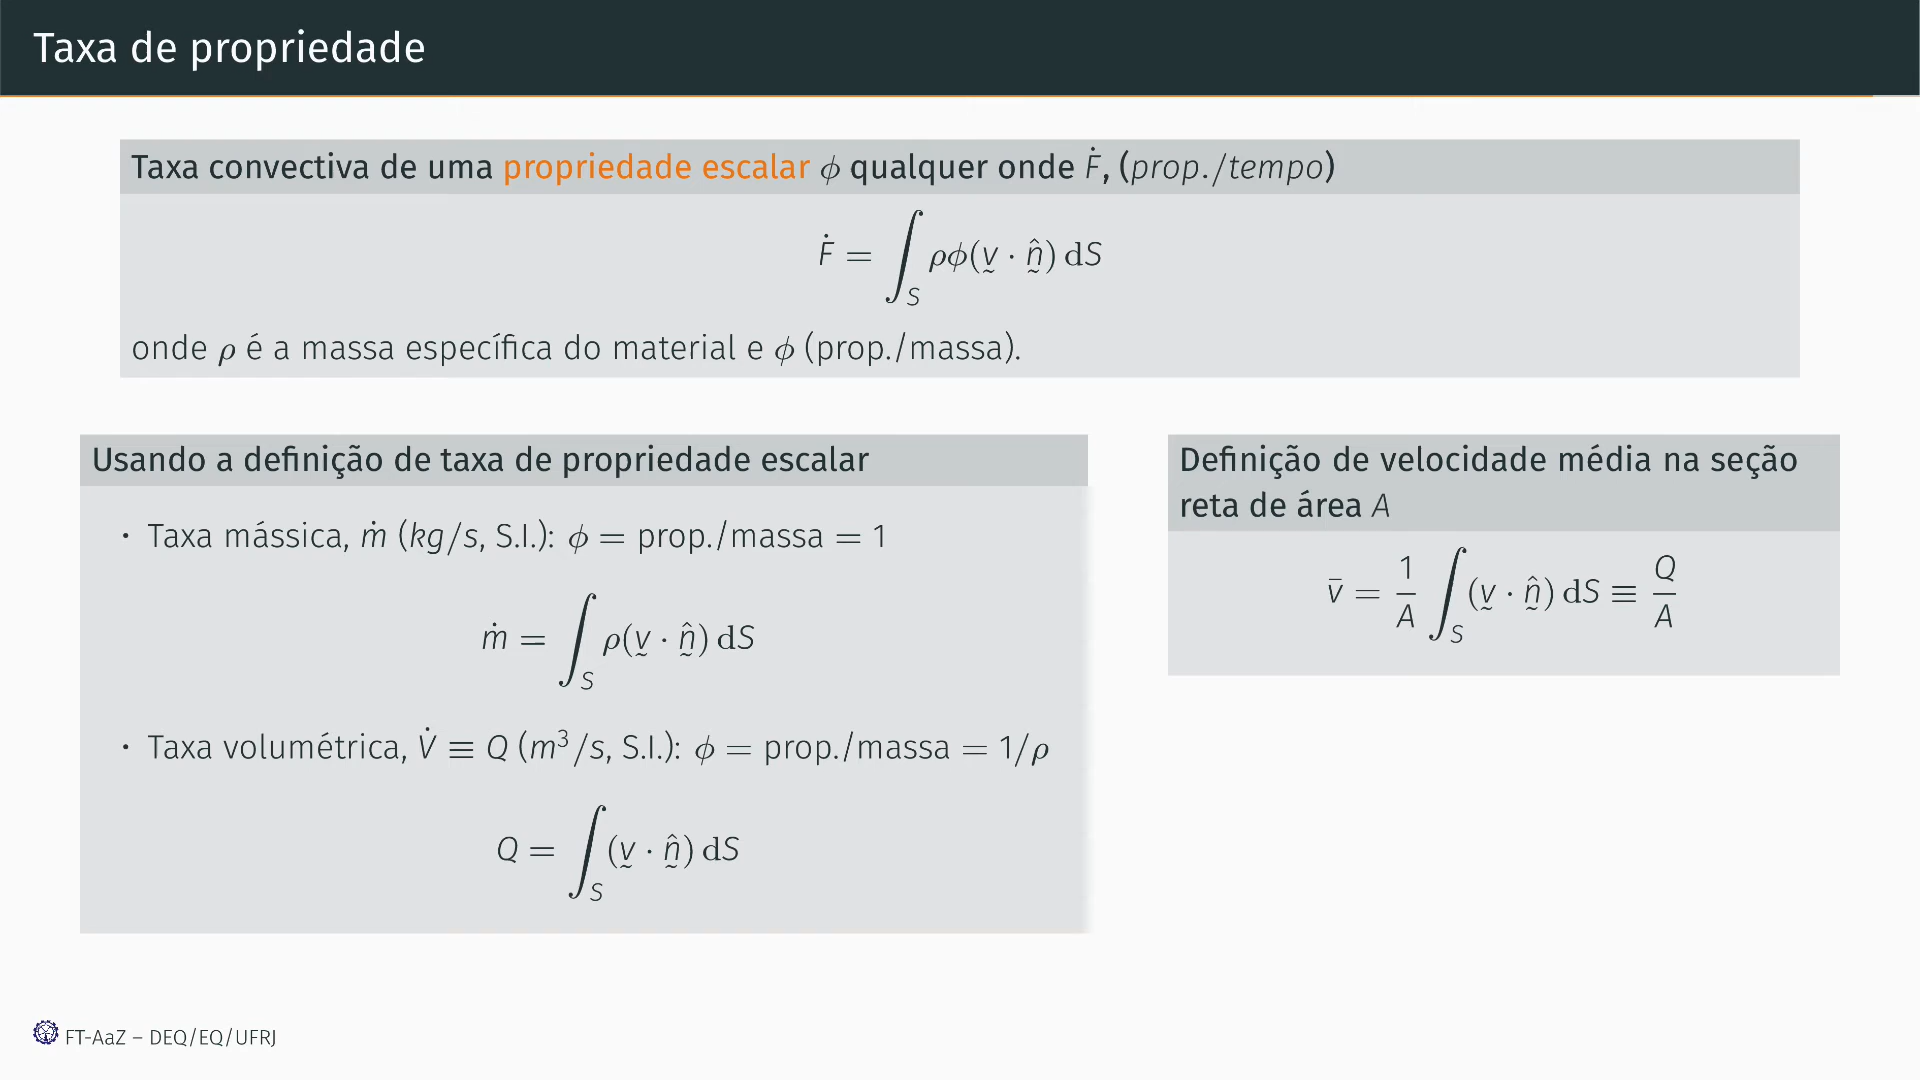 Taxa de propriedade
Taxa convectiva de uma propriedade escalar ϕ qualquer onde Ḟ, (prop./tempo)
Ḟ = ∫_S ρϕ(v̰ · n̰̂) dS
onde ρ é a massa específica do material e ϕ (prop./massa).
Usando a definição de taxa de propriedade escalar
• Taxa mássica, ṁ (kg/s, S.I.): ϕ = prop./massa = 1
ṁ = ∫_S ρ(v̰ · n̰̂) dS
• Taxa volumétrica, V̇ ≡ Q (m³/s, S.I.): ϕ = prop./massa = 1/ρ
Q = ∫_S (v̰ · n̰̂) dS
Definição de velocidade média na seção
reta de área A
v̄ = 1/A ∫_S (v̰ · n̰̂) dS ≡ Q/A
FT-AaZ – DEQ/EQ/UFRJ